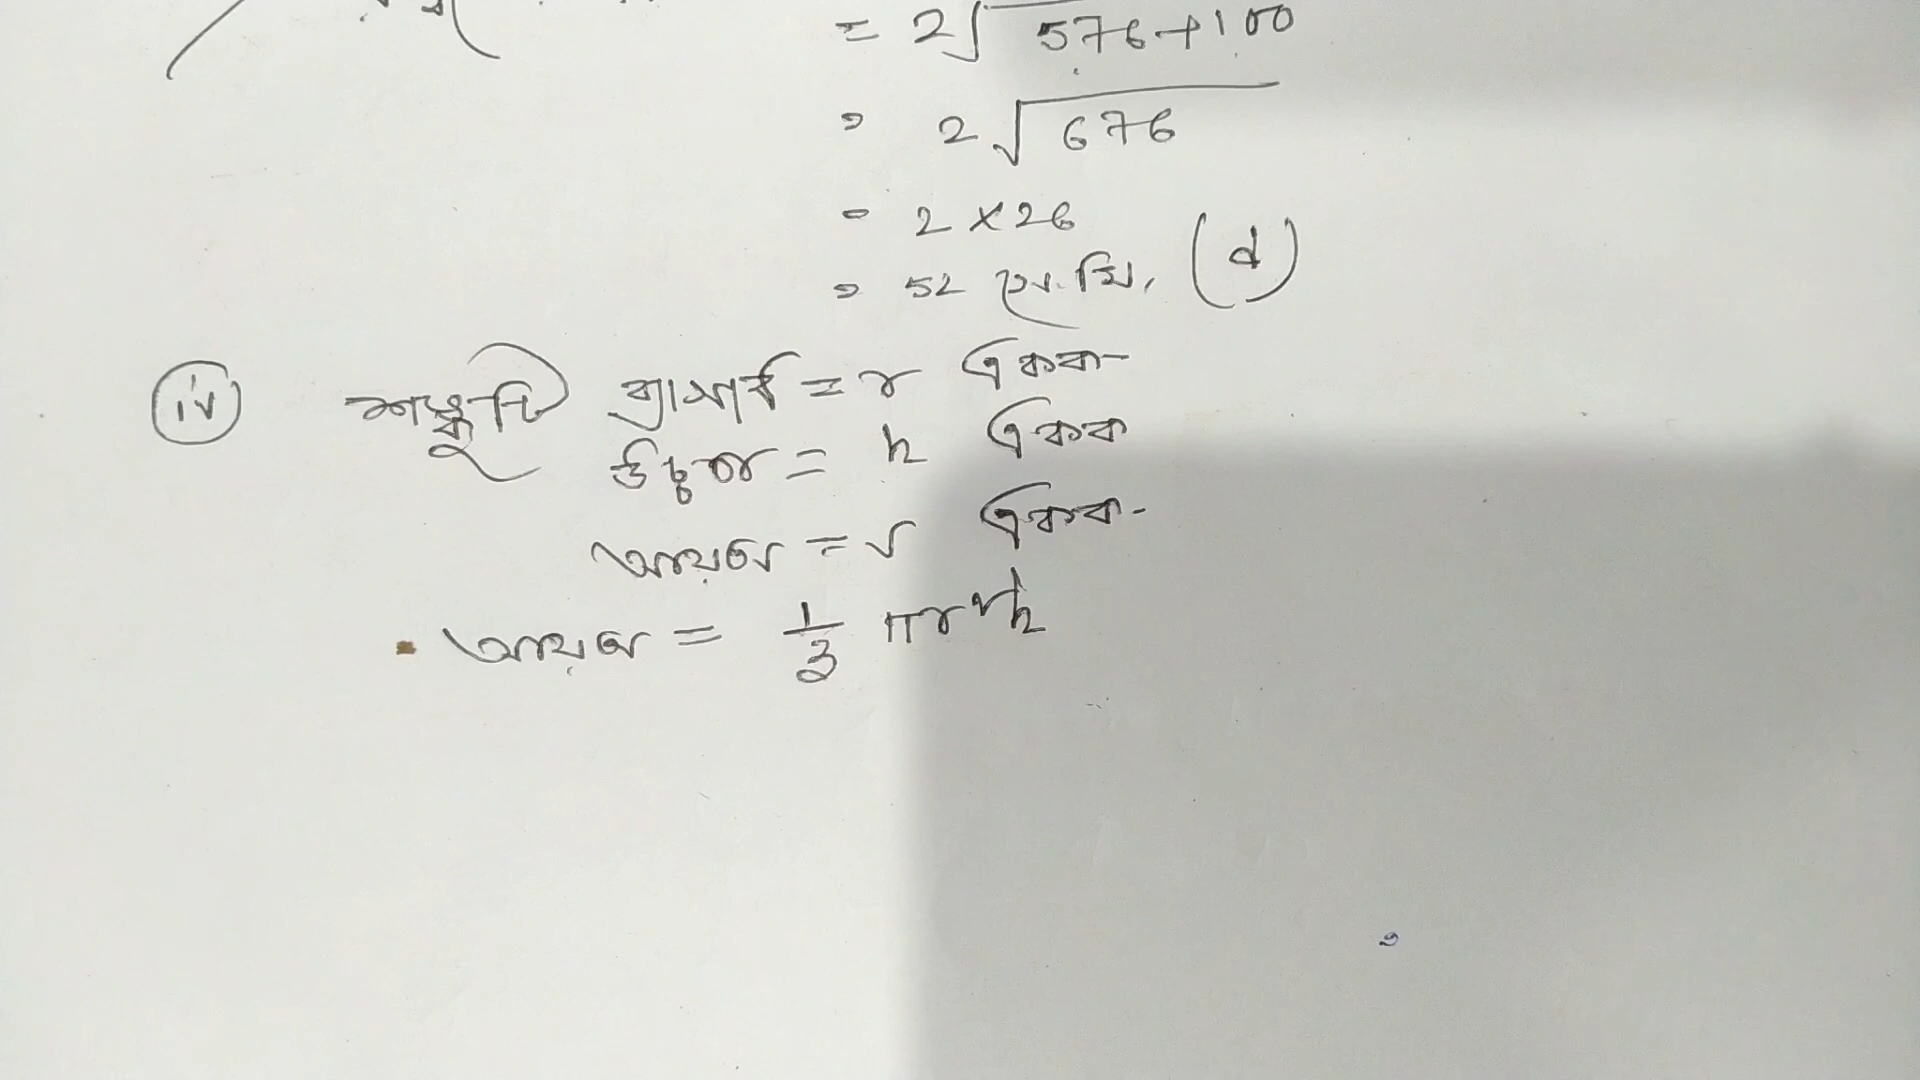 = 2√576+100
= 2√676
= 2×26
= 52 সে.মি. (d)
(iv) শঙ্কুটি ব্যাসার্ধ = r একক
উচ্চতা = h একক
আয়তন = v একক
আয়তন = 1/3 πr²h